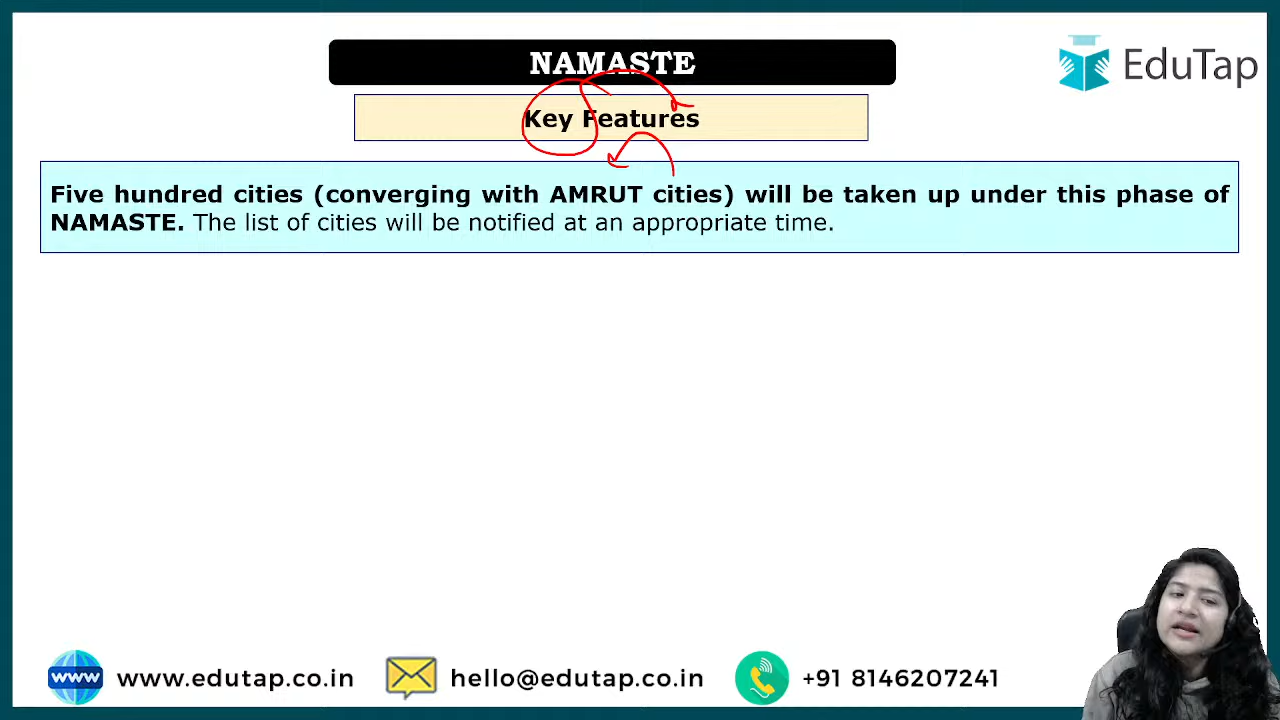 NAMASTE
EduTap
Key Features
Five hundred cities (converging with AMRUT cities) will be taken up under this phase of
NAMASTE. The list of cities will be notified at an appropriate time.
www www.edutap.co.in hello@edutap.co.in +91 8146207241